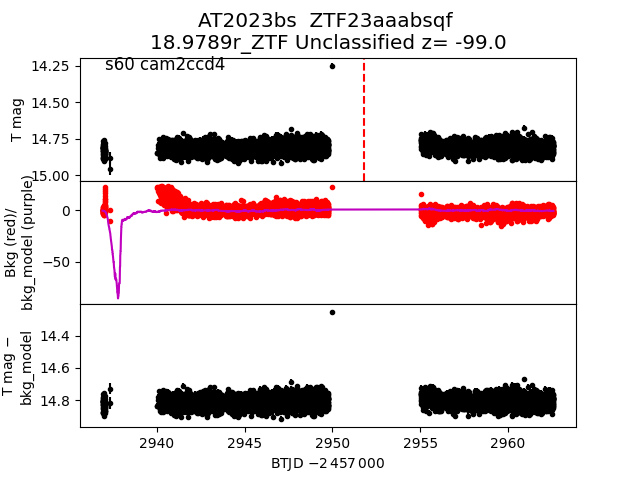 AT2023bs  ZTF23aaabsqf
18.9789r_ZTF Unclassified z= -99.0
s60 cam2ccd4
T mag
14.25
14.50
14.75
15.00
Bkg (red)/
bkg_model (purple)
0
−50
T mag −
bkg_model
14.4
14.6
14.8
2940 2945 2950 2955 2960
BTJD −2 457 000